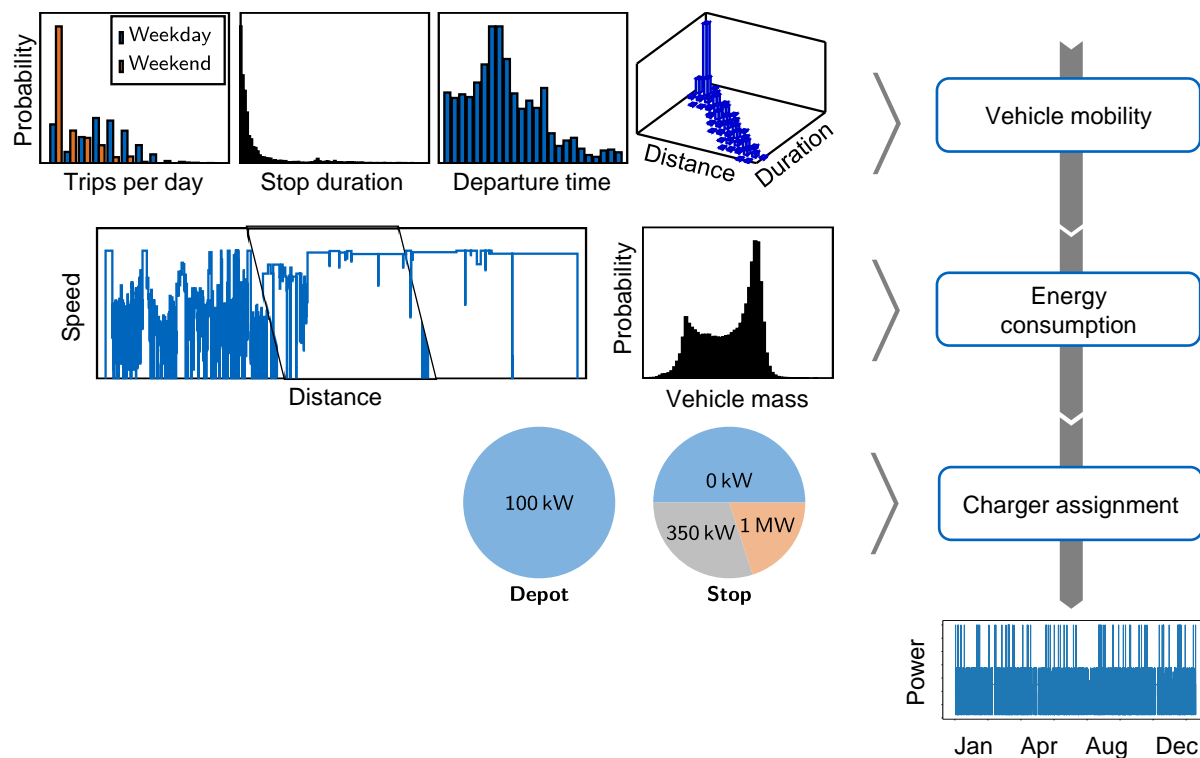 Probability
Weekday
Weekend
Trips per day
Stop duration
Departure time
Distance
Duration
Vehicle mobility
Speed
Distance
Probability
Vehicle mass
Energy
consumption
100 kW
Depot
0 kW
350 kW
1 MW
Stop
Charger assignment
Power
Jan
Apr
Aug
Dec